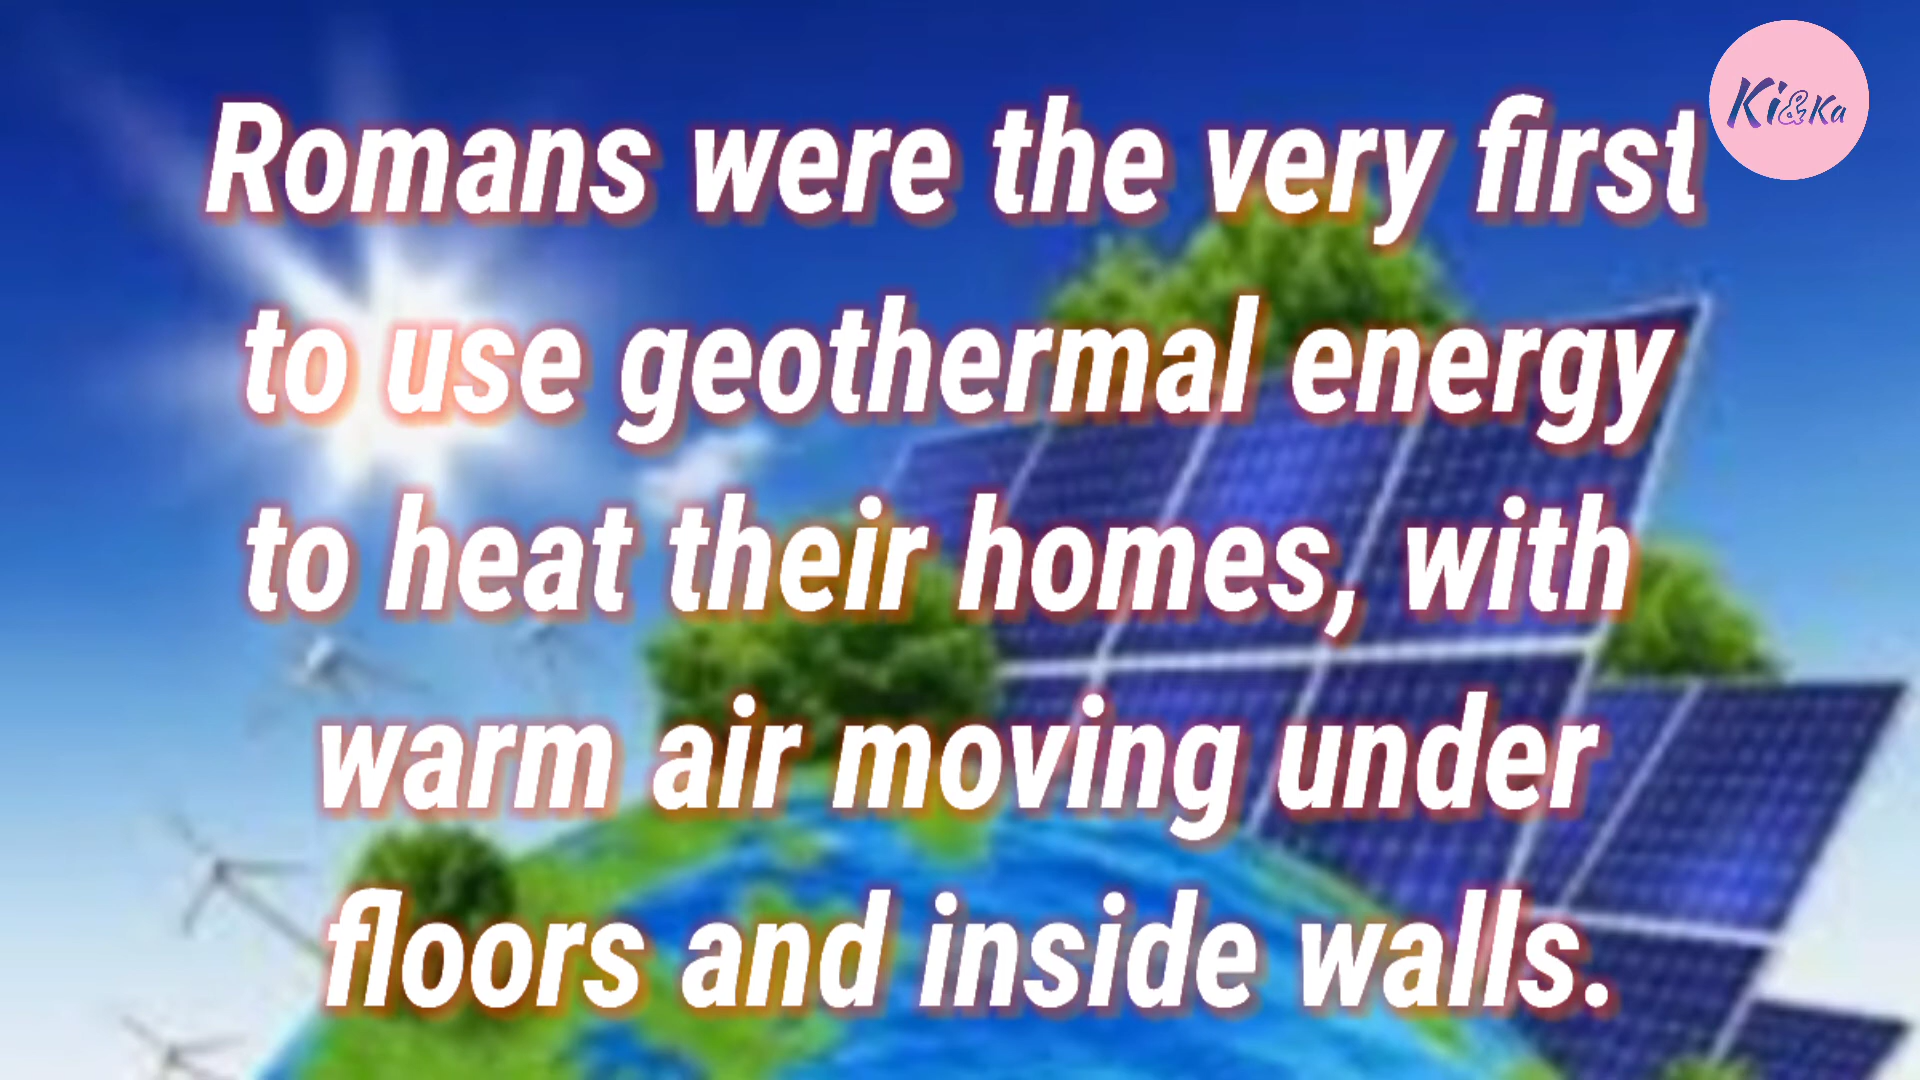 Romans were the very first
Ki&Ka
to use geothermal energy
to heat their homes, with
warm air moving under
floors and inside walls.